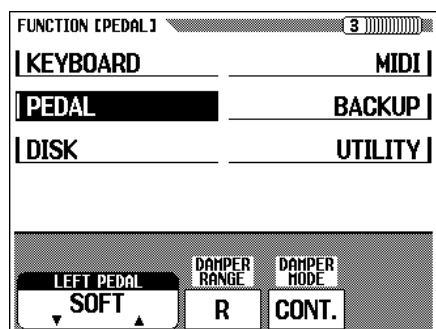 FUNCTION [PEDAL] 3
KEYBOARD MIDI
PEDAL BACKUP
DISK UTILITY
DAMPER RANGE DAMPER MODE
LEFT PEDAL
SOFT R CONT.